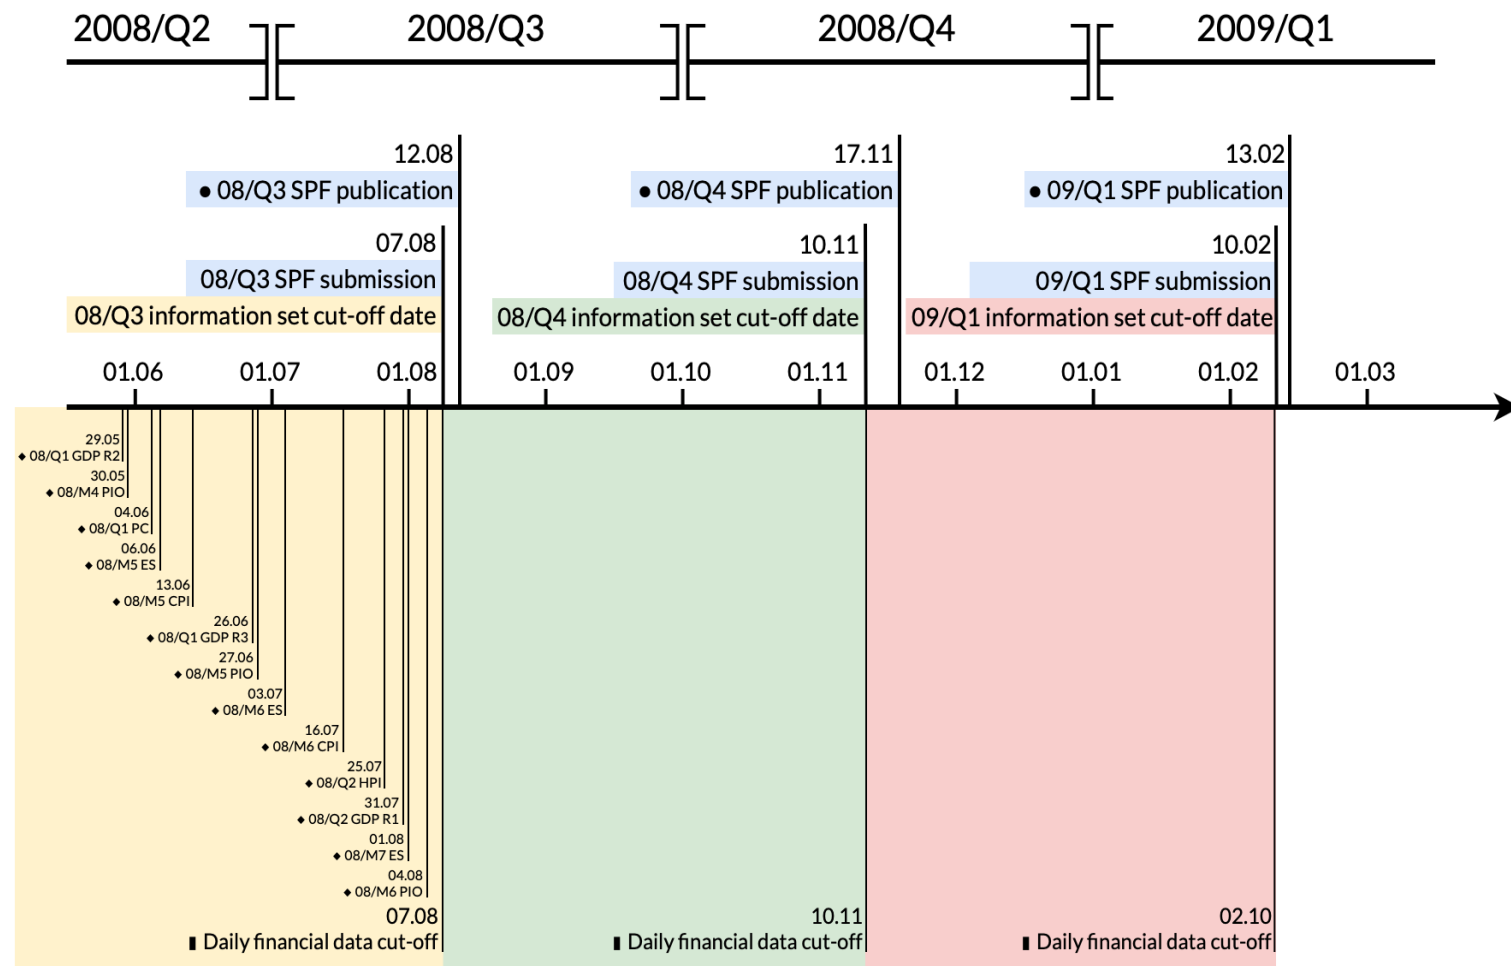 2008/Q2 2008/Q3 2008/Q4 2009/Q1
12.08 17.11 13.02
• 08/Q3 SPF publication • 08/Q4 SPF publication • 09/Q1 SPF publication
07.08 10.11 10.02
08/Q3 SPF submission 08/Q4 SPF submission 09/Q1 SPF submission
08/Q3 information set cut-off date 08/Q4 information set cut-off date 09/Q1 information set cut-off date
01.06 01.07 01.08 01.09 01.10 01.11 01.12 01.01 01.02 01.03
29.05
◆ 08/Q1 GDP R2
30.05
◆ 08/M4 PIO
04.06
◆ 08/Q1 PC
06.06
◆ 08/M5 ES
13.06
◆ 08/M5 CPI
26.06
◆ 08/Q1 GDP R3
27.06
◆ 08/M5 PIO
03.07
◆ 08/M6 ES
16.07
◆ 08/M6 CPI
25.07
◆ 08/Q2 HPI
31.07
◆ 08/Q2 GDP R1
01.08
◆ 08/M7 ES
04.08
◆ 08/M6 PIO
07.08 10.11 02.10
▮ Daily financial data cut-off ▮ Daily financial data cut-off ▮ Daily financial data cut-off